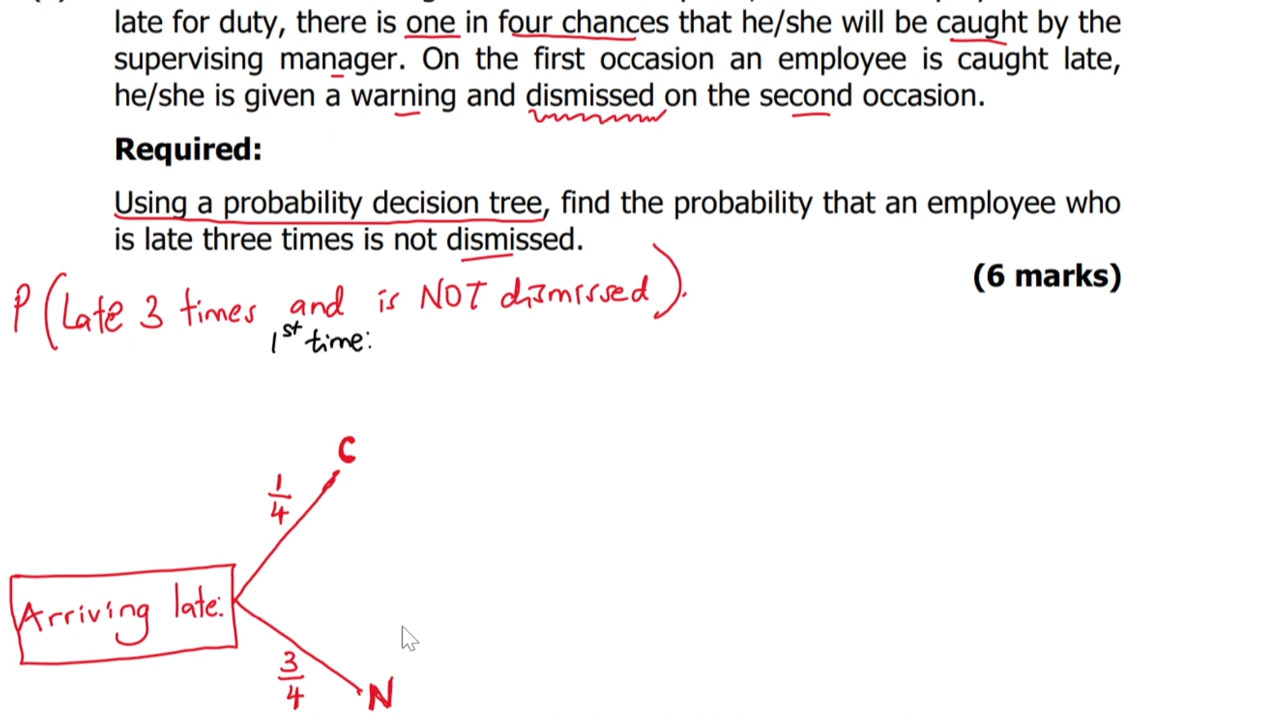 late for duty, there is one in four chances that he/she will be caught by the
supervising manager. On the first occasion an employee is caught late,
he/she is given a warning and dismissed on the second occasion.
Required:
Using a probability decision tree, find the probability that an employee who
is late three times is not dismissed.
(6 marks)
P(Late 3 times and is NOT dismissed).
1st time:
C
1/4
Arriving late:
3/4
N